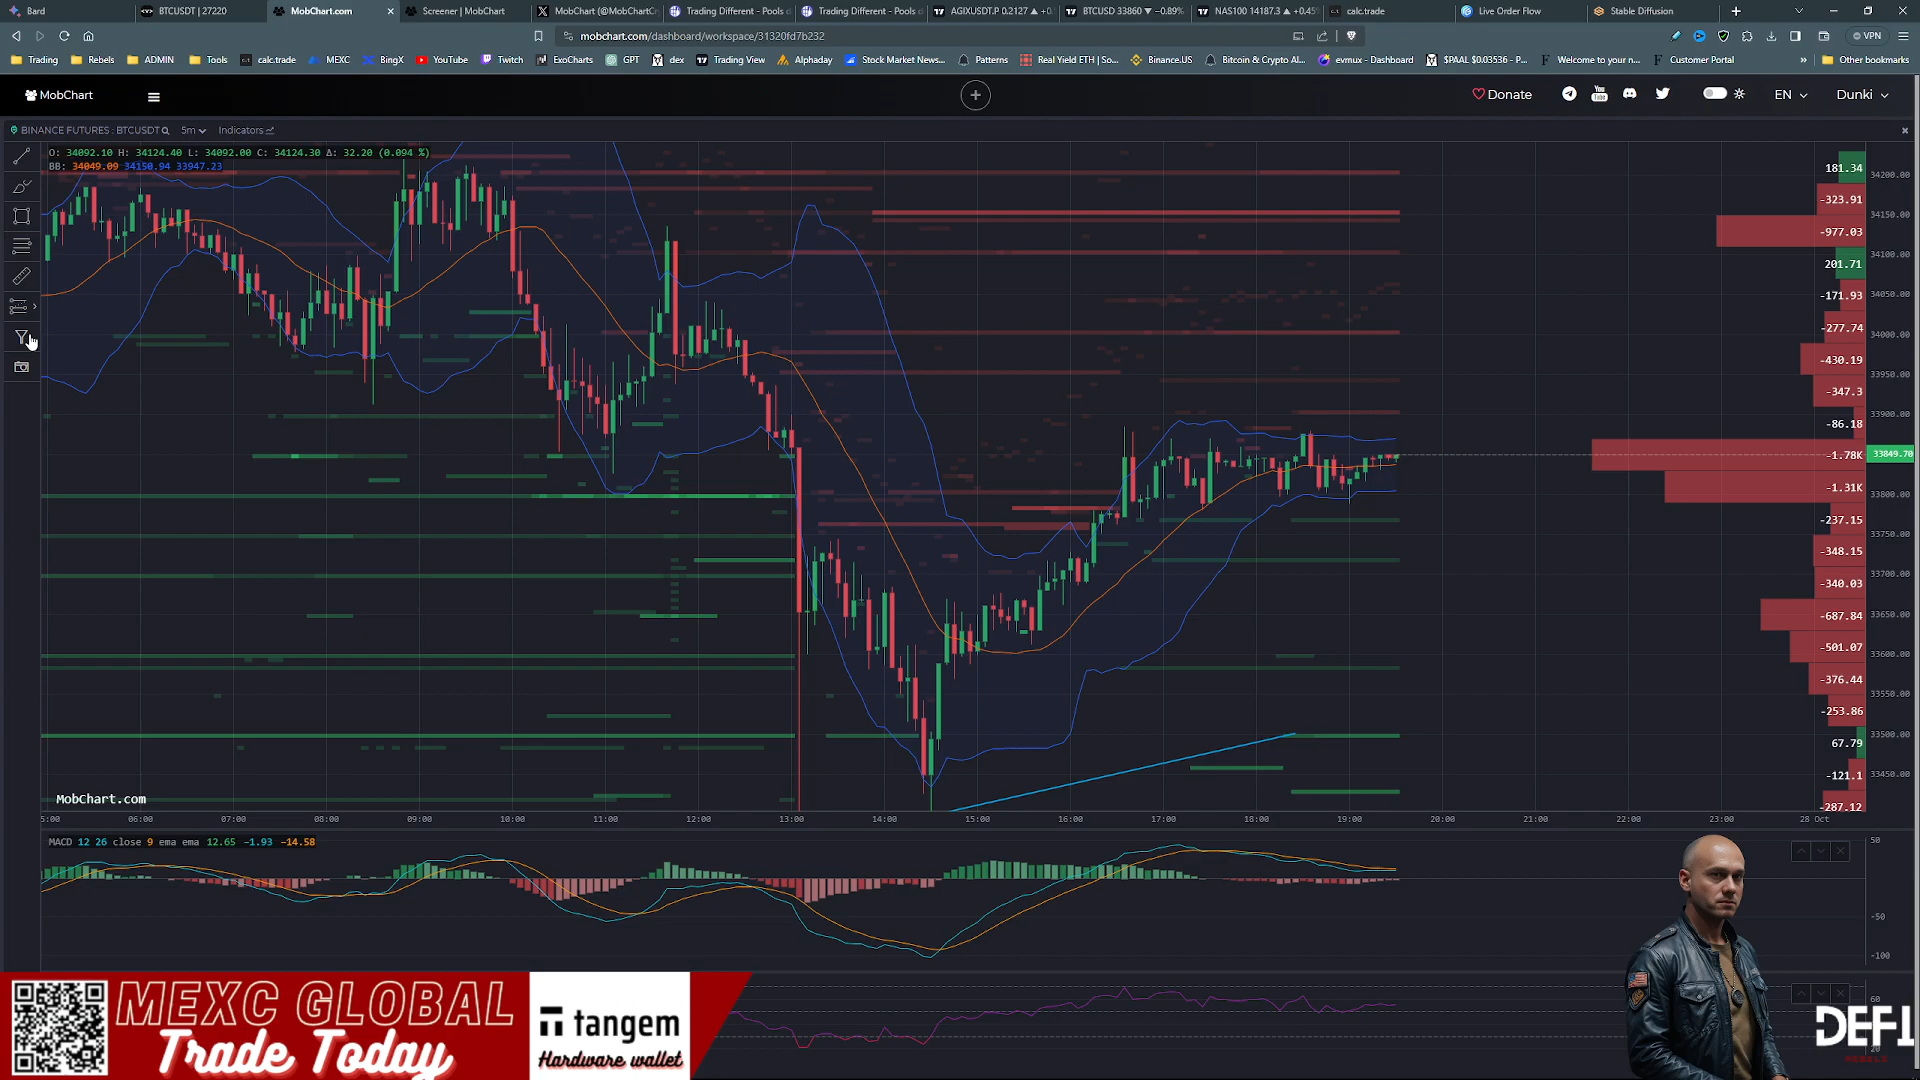 Bard
BTCUSDT | 27220
MobChart.com
Screener | MobChart
MobChart (@MobChartC
Trading Different - Pools
Trading Different - Pools
AGIXUSDT.P 0.2127 ▲ +0.
BTCUSD 33860 ▼ −0.89%
NAS100 14187.3 ▲ +0.45
calc.trade
Live Order Flow
Stable Diffusion
mobchart.com/dashboard/workspace/31320fd7b232
VPN
Trading
Rebels
ADMIN
Tools
calc.trade
MEXC
BingX
YouTube
Twitch
ExoCharts
GPT
dex
Trading View
Alphaday
Stock Market News...
Patterns
Real Yield ETH | So...
Binance.US
Bitcoin & Crypto Al...
evmux - Dashboard
$PAAL $0.03536 - P...
Welcome to your n...
Customer Portal
Other bookmarks
MobChart
Donate
EN
Dunki
BINANCE FUTURES : BTCUSDT
5m
Indicators
O: 34092.10 H: 34124.40 L: 34092.00 C: 34124.30 Δ: 32.20 (0.094 %)
BB: 34049.09 34150.94 33947.23
181.34
-323.91
-977.03
201.71
-171.93
-277.74
-430.19
-347.3
-86.18
-1.78K
-1.31K
-237.15
-348.15
-340.03
-687.84
-501.07
-376.44
-253.86
67.79
-121.1
-287.12
34200.00
34150.00
34100.00
34050.00
34000.00
33950.00
33900.00
33849.70
33800.00
33750.00
33700.00
33650.00
33600.00
33550.00
33500.00
33450.00
MobChart.com
5:00 06:00 07:00 08:00 09:00 10:00 11:00 12:00 13:00 14:00 15:00 16:00 17:00 18:00 19:00 20:00 21:00 22:00 23:00 28 Oct
MACD 12 26 close 9 ema ema 12.65 -1.93 -14.58
50
-50
-100
60
20
MEXC GLOBAL
Trade Today
tangem
Hardware wallet
DEFI
REBELS